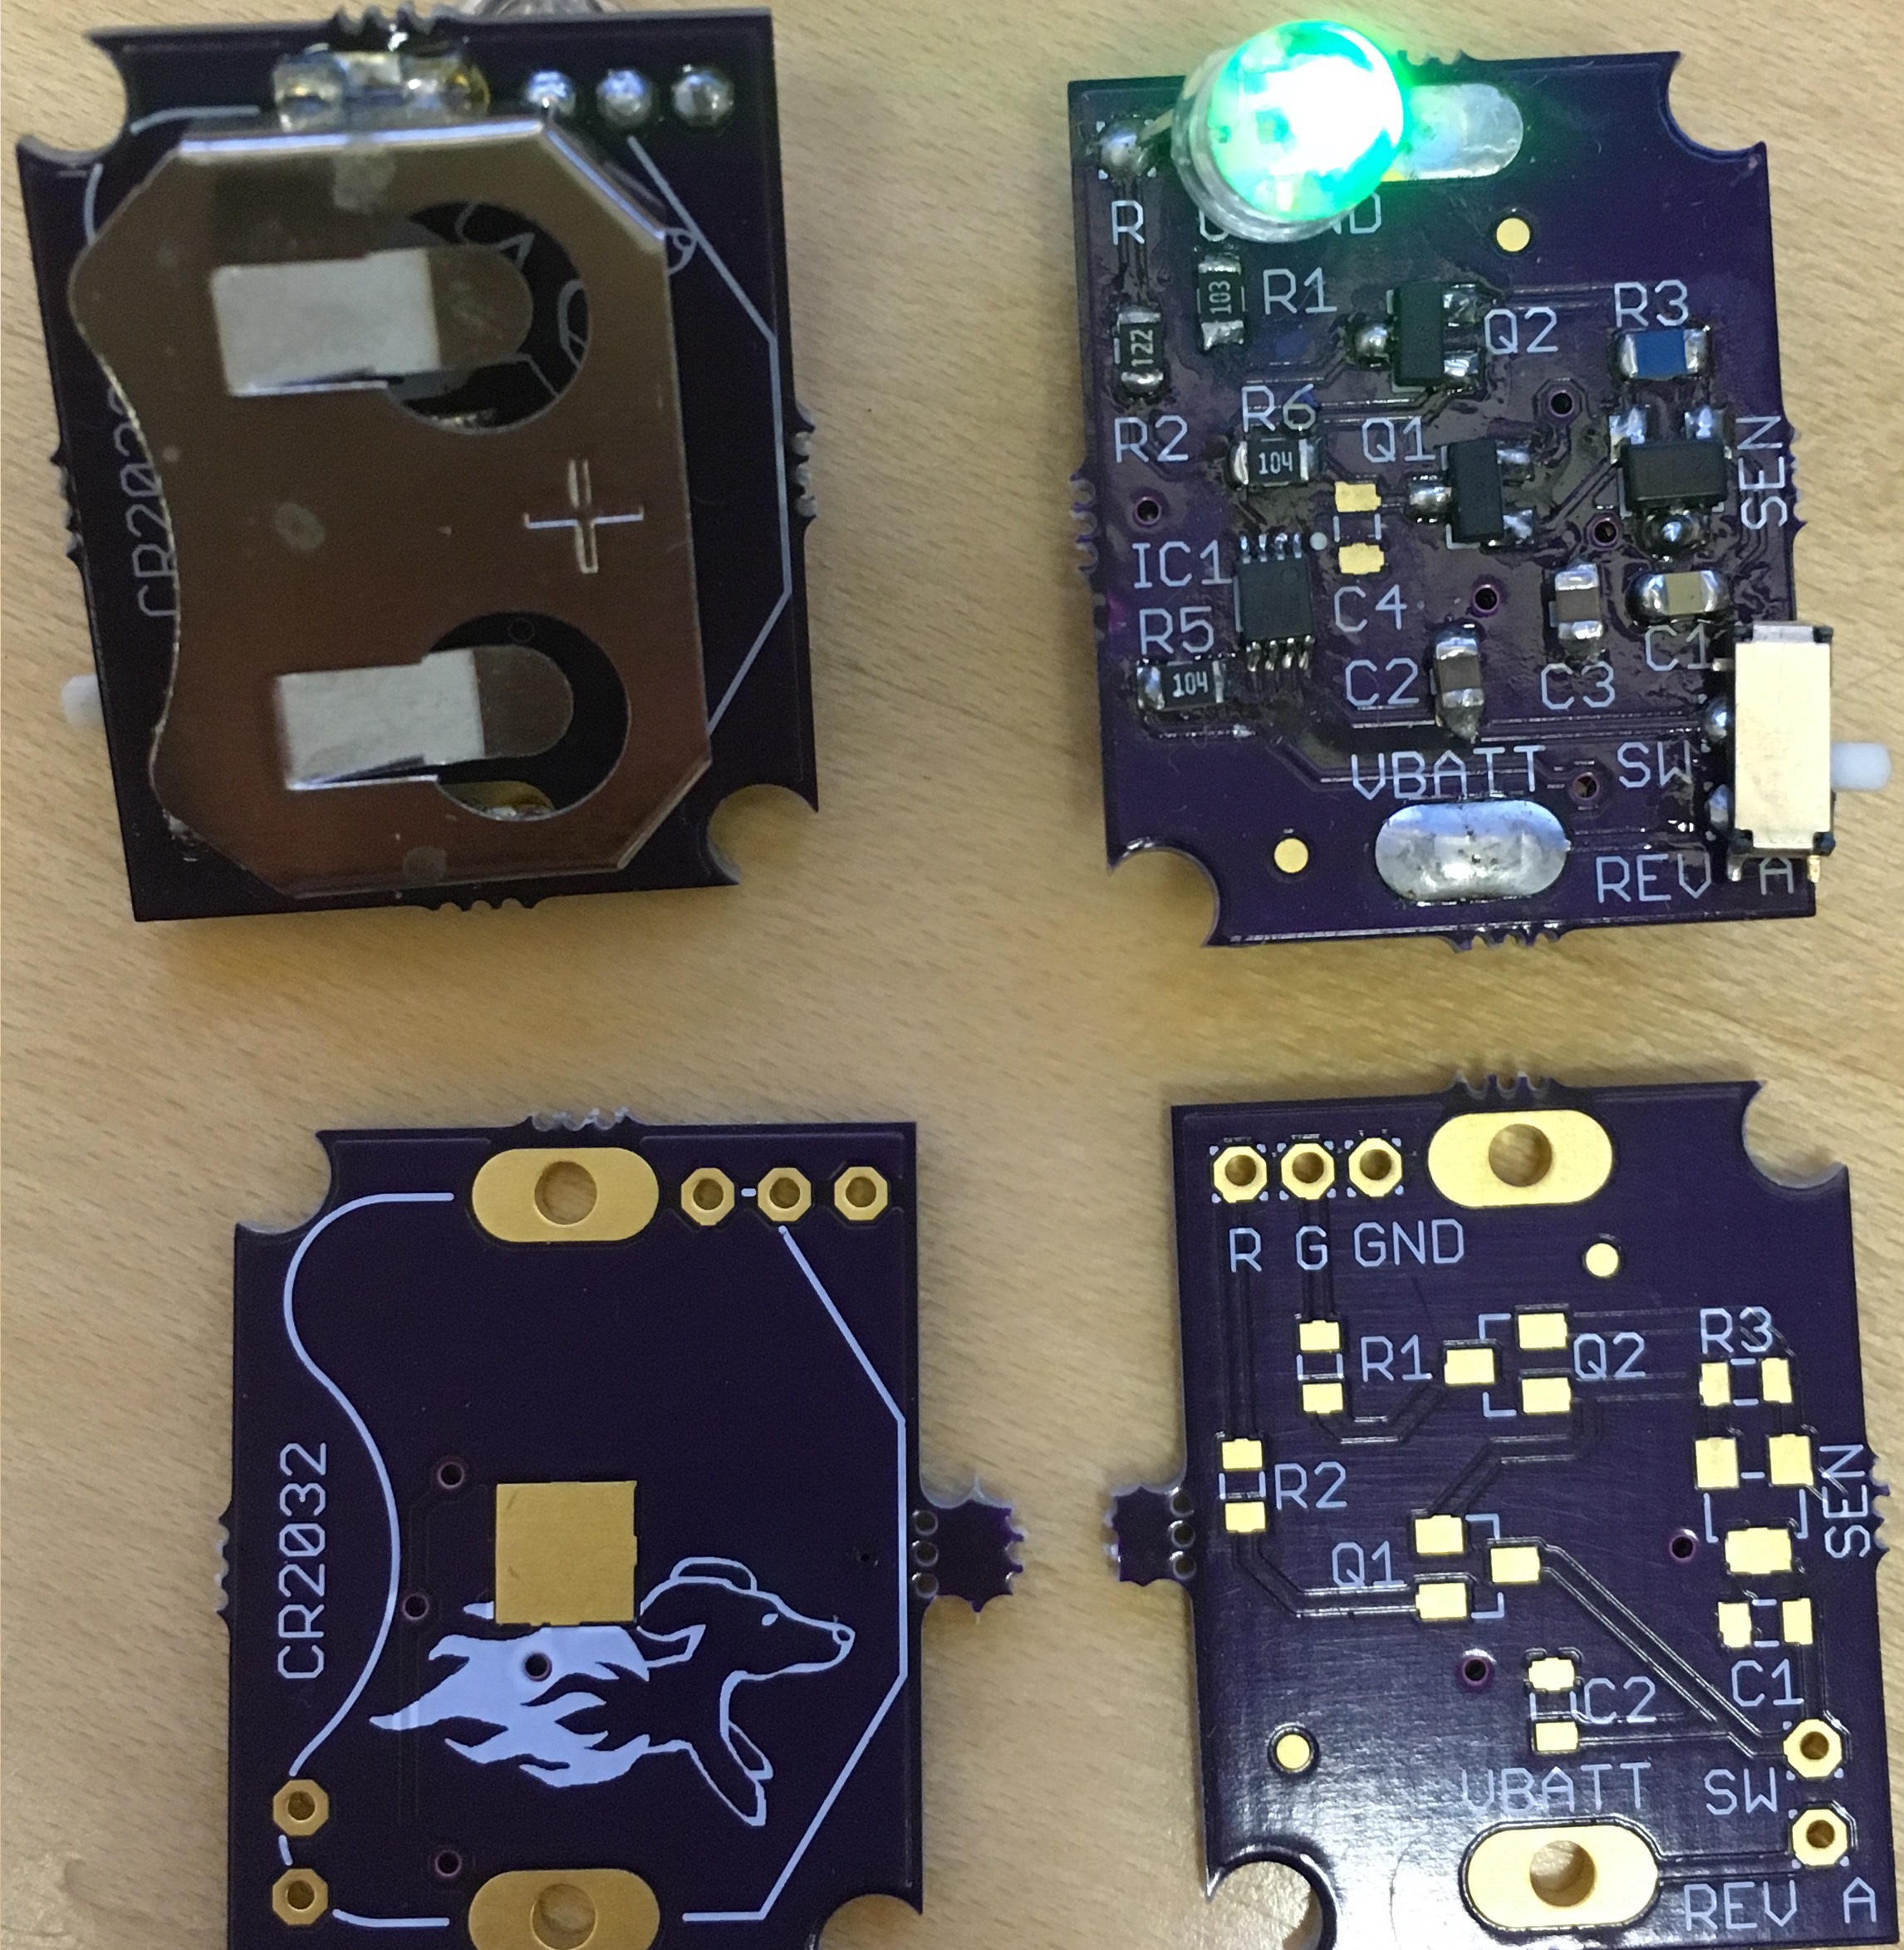 CR2032
+
R
ND
103
R1
Q2
R3
122
R6
R2
104
Q1
SEN
IC1
C4
R5
104
C2
C3
C1
VBATT
SW
REV A
CR2032
R G GND
R1
Q2
R3
R2
Q1
SEN
C1
C2
VBATT
SW
REV A